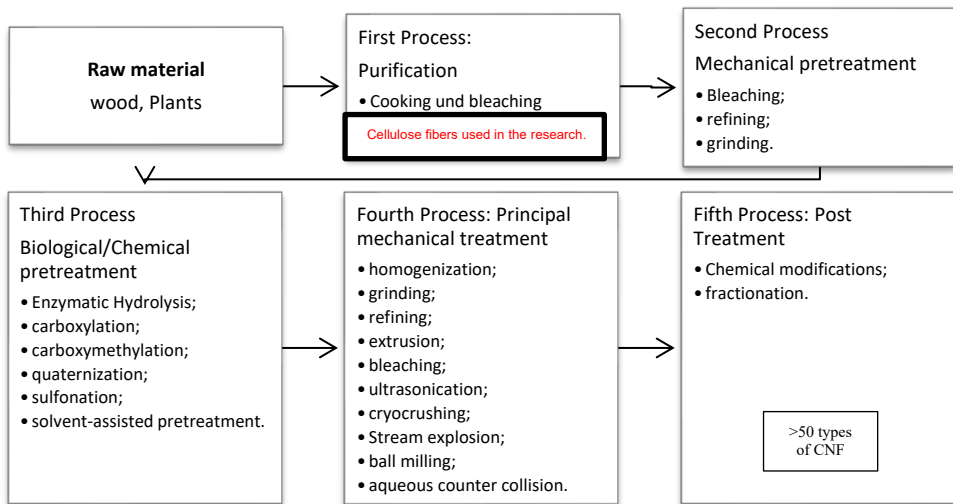 Raw material
wood, Plants
First Process:
Purification
• Cooking und bleaching
Cellulose fibers used in the research.
Second Process
Mechanical pretreatment
• Bleaching;
• refining;
• grinding.
Third Process
Biological/Chemical
pretreatment
• Enzymatic Hydrolysis;
• carboxylation;
• carboxymethylation;
• quaternization;
• sulfonation;
• solvent-assisted pretreatment.
Fourth Process: Principal
mechanical treatment
• homogenization;
• grinding;
• refining;
• extrusion;
• bleaching;
• ultrasonication;
• cryocrushing;
• Stream explosion;
• ball milling;
• aqueous counter collision.
Fifth Process: Post
Treatment
• Chemical modifications;
• fractionation.
>50 types
of CNF